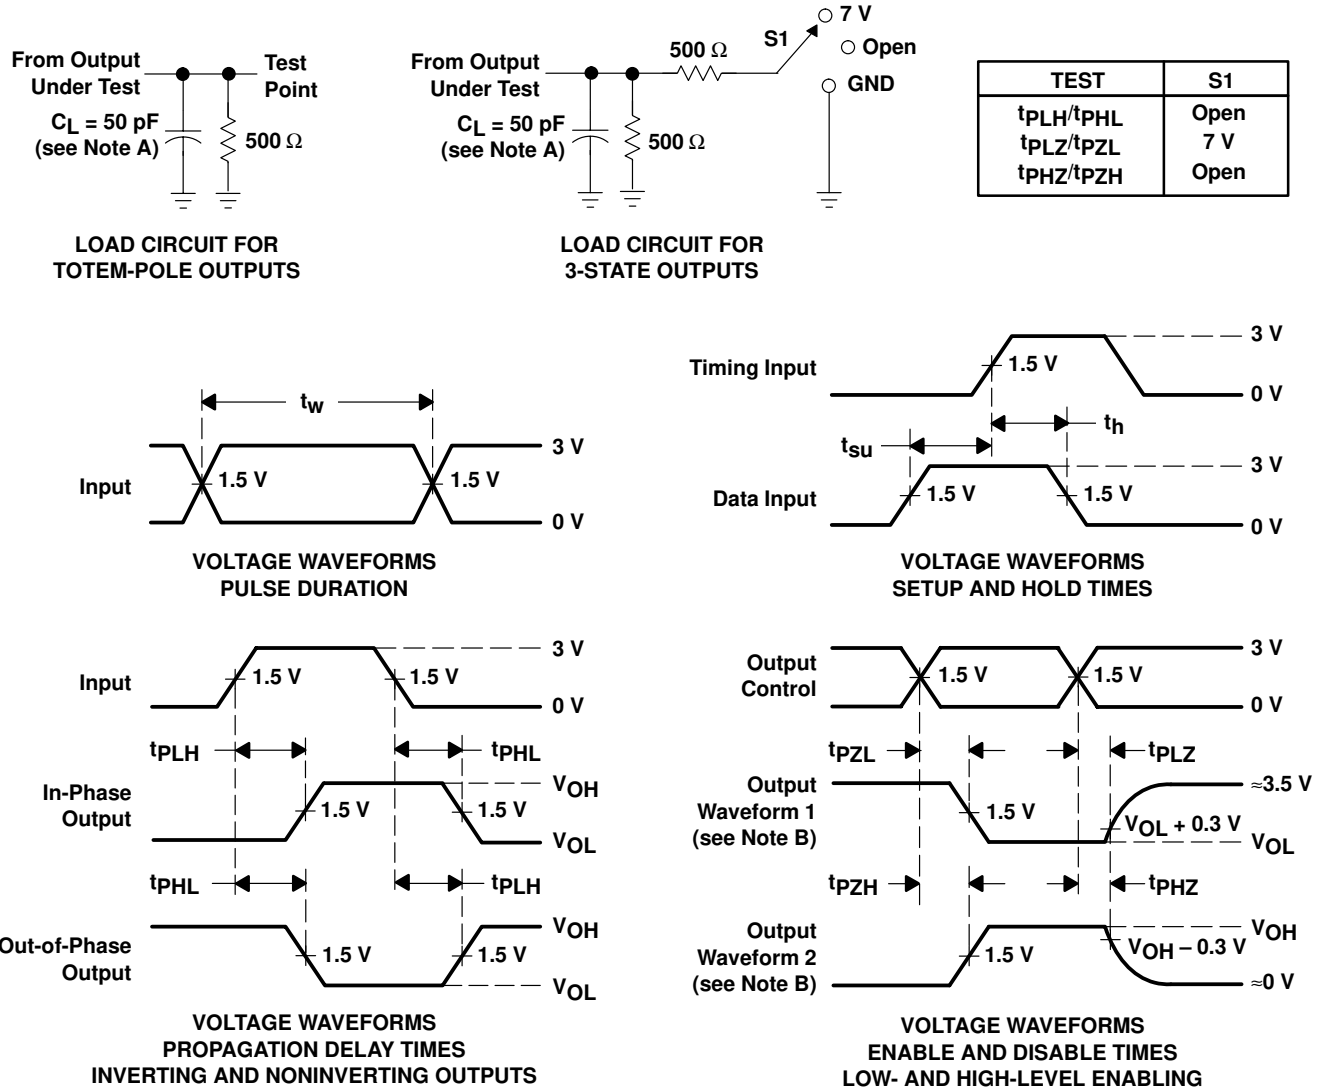 From Output
Under Test
Test
Point
CL = 50 pF
(see Note A)
500 Ω
LOAD CIRCUIT FOR
TOTEM-POLE OUTPUTS
From Output
Under Test
500 Ω
S1
7 V
Open
GND
CL = 50 pF
(see Note A)
500 Ω
LOAD CIRCUIT FOR
3-STATE OUTPUTS
TEST S1
tPLH/tPHL Open
tPLZ/tPZL 7 V
tPHZ/tPZH Open
tw
Input
1.5 V
1.5 V
3 V
0 V
VOLTAGE WAVEFORMS
PULSE DURATION
Timing Input
1.5 V
3 V
0 V
tsu
th
Data Input
1.5 V
1.5 V
3 V
0 V
VOLTAGE WAVEFORMS
SETUP AND HOLD TIMES
Input
1.5 V
1.5 V
3 V
0 V
tPLH
tPHL
In-Phase
Output
1.5 V
1.5 V
VOH
VOL
tPHL
tPLH
Out-of-Phase
Output
1.5 V
1.5 V
VOH
VOL
VOLTAGE WAVEFORMS
PROPAGATION DELAY TIMES
INVERTING AND NONINVERTING OUTPUTS
Output
Control
1.5 V
1.5 V
3 V
0 V
tPZL
tPLZ
Output
Waveform 1
(see Note B)
1.5 V
≈3.5 V
VOL + 0.3 V
VOL
tPZH
tPHZ
Output
Waveform 2
(see Note B)
1.5 V
VOH
VOH − 0.3 V
≈0 V
VOLTAGE WAVEFORMS
ENABLE AND DISABLE TIMES
LOW- AND HIGH-LEVEL ENABLING